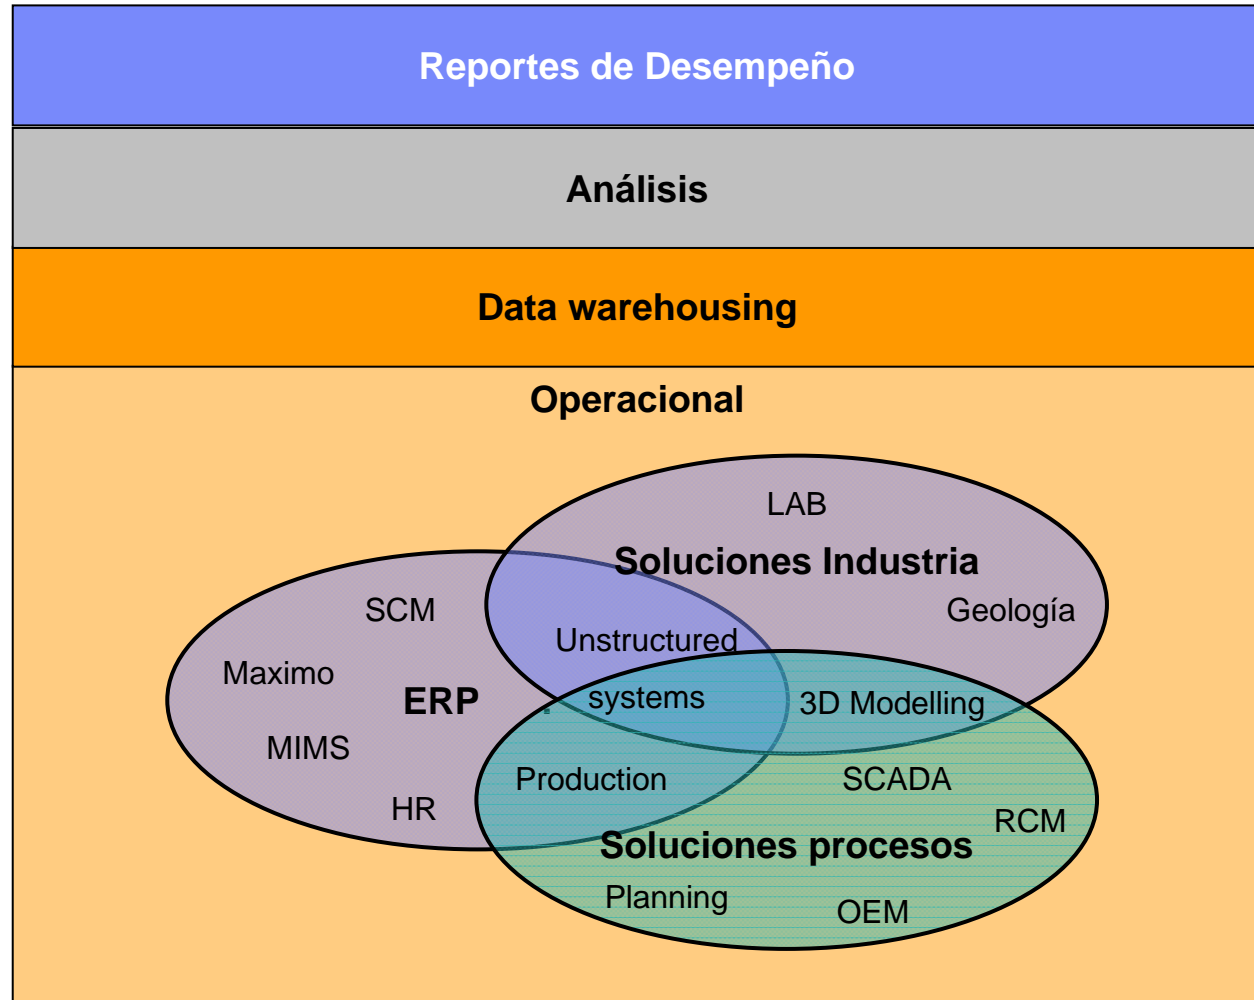 Reportes de Desempeño
Análisis
Data warehousing
Operacional
LAB
Soluciones Industria
SCM
Geología
Unstructured
Maximo
ERP
systems
3D Modelling
MIMS
Production
SCADA
HR
RCM
Soluciones procesos
Planning
OEM